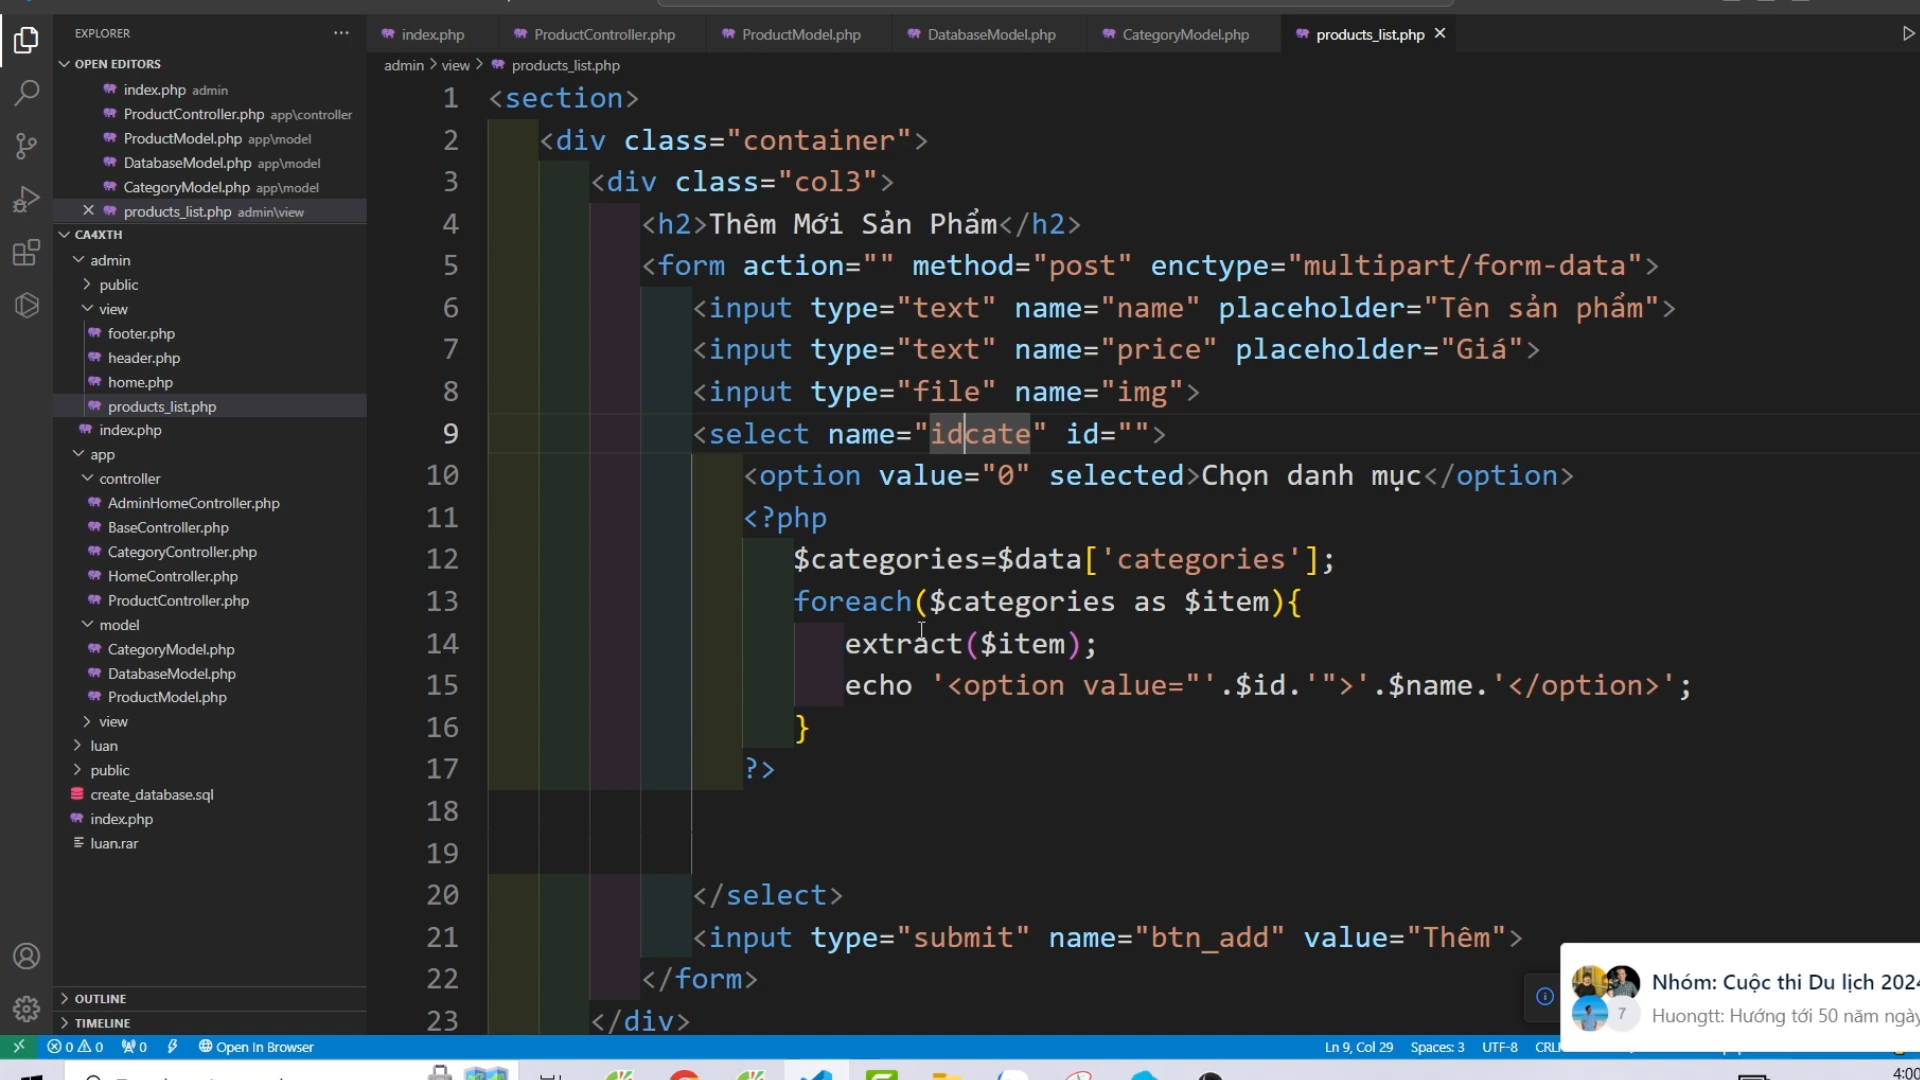 EXPLORER
OPEN EDITORS
index.php admin
ProductController.php app\controller
ProductModel.php app\model
DatabaseModel.php app\model
CategoryModel.php app\model
products_list.php admin\view
CA4XTH
admin
public
view
footer.php
header.php
home.php
products_list.php
index.php
app
controller
AdminHomeController.php
BaseController.php
CategoryController.php
HomeController.php
ProductController.php
model
CategoryModel.php
DatabaseModel.php
ProductModel.php
view
luan
public
create_database.sql
index.php
luan.rar
OUTLINE
TIMELINE
index.php ProductController.php ProductModel.php DatabaseModel.php CategoryModel.php products_list.php
admin > view > products_list.php
1 <section>
2 <div class="container">
3 <div class="col3">
4 <h2>Thêm Mới Sản Phẩm</h2>
5 <form action="" method="post" enctype="multipart/form-data">
6 <input type="text" name="name" placeholder="Tên sản phẩm">
7 <input type="text" name="price" placeholder="Giá">
8 <input type="file" name="img">
9 <select name="idcate" id="">
10 <option value="0" selected>Chọn danh mục</option>
11 <?php
12 $categories=$data['categories'];
13 foreach($categories as $item){
14 extract($item);
15 echo '<option value="'.$id.'">'.$name.'</option>';
16 }
17 ?>
18
19
20 </select>
21 <input type="submit" name="btn_add" value="Thêm">
22 </form>
23 </div>
Nhóm: Cuộc thi Du lịch 2024
7 Huongtt: Hướng tới 50 năm ngày
0 0 0 Open In Browser Ln 9, Col 29 Spaces: 3 UTF-8 CRLF
4:00